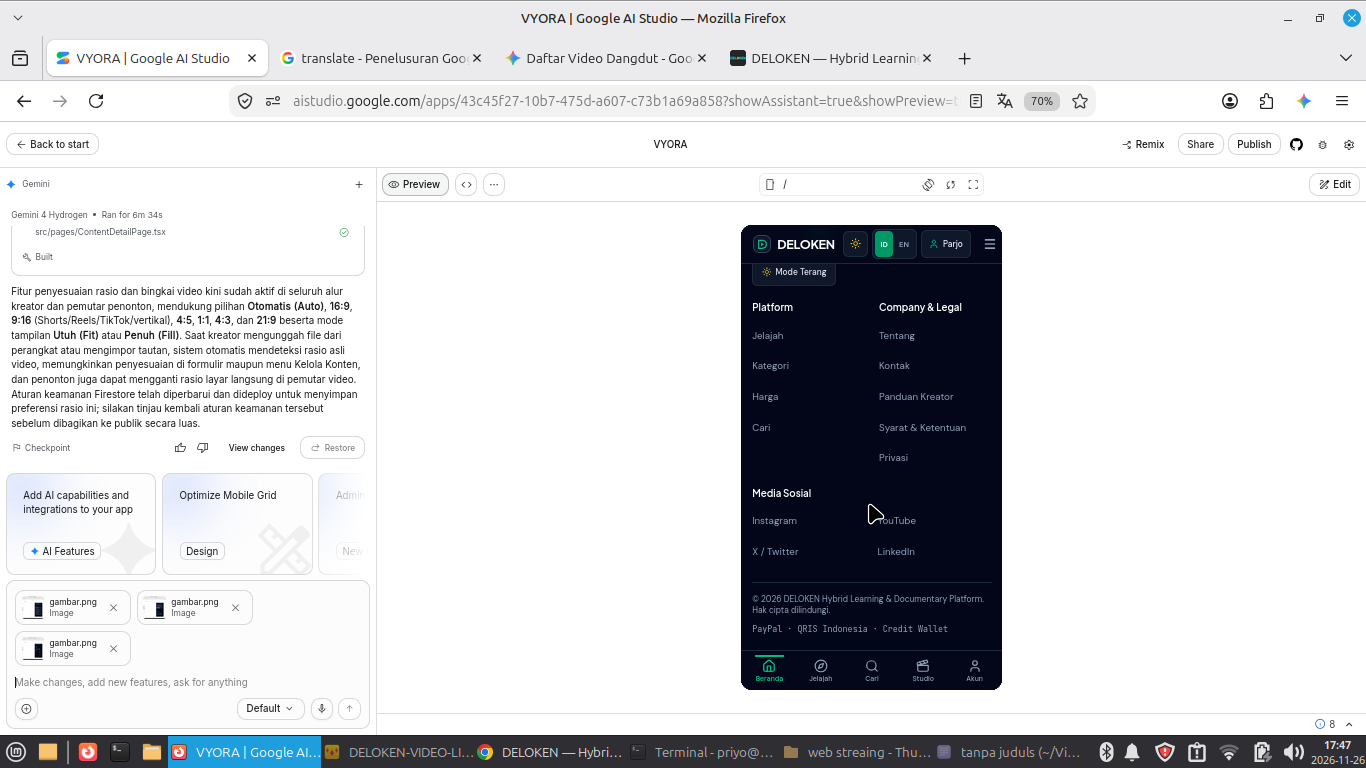 VYORA | Google AI Studio — Mozilla Firefox
VYORA | Google AI Studio
translate - Penelusuran Goo
Daftar Video Dangdut - Goo
DELOKEN — Hybrid Learnin
aistudio.google.com/apps/43c45f27-10b7-475d-a607-c73b1a69a858?showAssistant=true&showPreview=t
70%
Back to start
VYORA
Remix
Share
Publish
Gemini
Preview
/
Edit
Gemini 4 Hydrogen • Ran for 6m 34s
src/pages/ContentDetailPage.tsx
Built
Fitur penyesuaian rasio dan bingkai video kini sudah aktif di seluruh alur
kreator dan pemutar penonton, mendukung pilihan Otomatis (Auto), 16:9,
9:16 (Shorts/Reels/TikTok/vertikal), 4:5, 1:1, 4:3, dan 21:9 beserta mode
tampilan Utuh (Fit) atau Penuh (Fill). Saat kreator mengunggah file dari
perangkat atau mengimpor tautan, sistem otomatis mendeteksi rasio asli
video, memungkinkan penyesuaian di formulir maupun menu Kelola Konten,
dan penonton juga dapat mengganti rasio layar langsung di pemutar video.
Aturan keamanan Firestore telah diperbarui dan dideploy untuk menyimpan
preferensi rasio ini; silakan tinjau kembali aturan keamanan tersebut
sebelum dibagikan ke publik secara luas.
Checkpoint
View changes
Restore
Add AI capabilities and
integrations to your app
AI Features
Optimize Mobile Grid
Design
Admin
New
gambar.png
Image
gambar.png
Image
gambar.png
Image
Make changes, add new features, ask for anything
Default
DELOKEN
ID
EN
Parjo
Mode Terang
Platform
Company & Legal
Jelajah
Tentang
Kategori
Kontak
Harga
Panduan Kreator
Cari
Syarat & Ketentuan
Privasi
Media Sosial
Instagram
YouTube
X / Twitter
LinkedIn
© 2026 DELOKEN Hybrid Learning & Documentary Platform.
Hak cipta dilindungi.
PayPal · QRIS Indonesia · Credit Wallet
Beranda
Jelajah
Cari
Studio
Akun
8
VYORA | Google AI...
DELOKEN-VIDEO-LI...
DELOKEN — Hybri...
Terminal - priyo@...
web streaing - Thu...
tanpa juduls (~/Vi...
17:47
2026-11-26